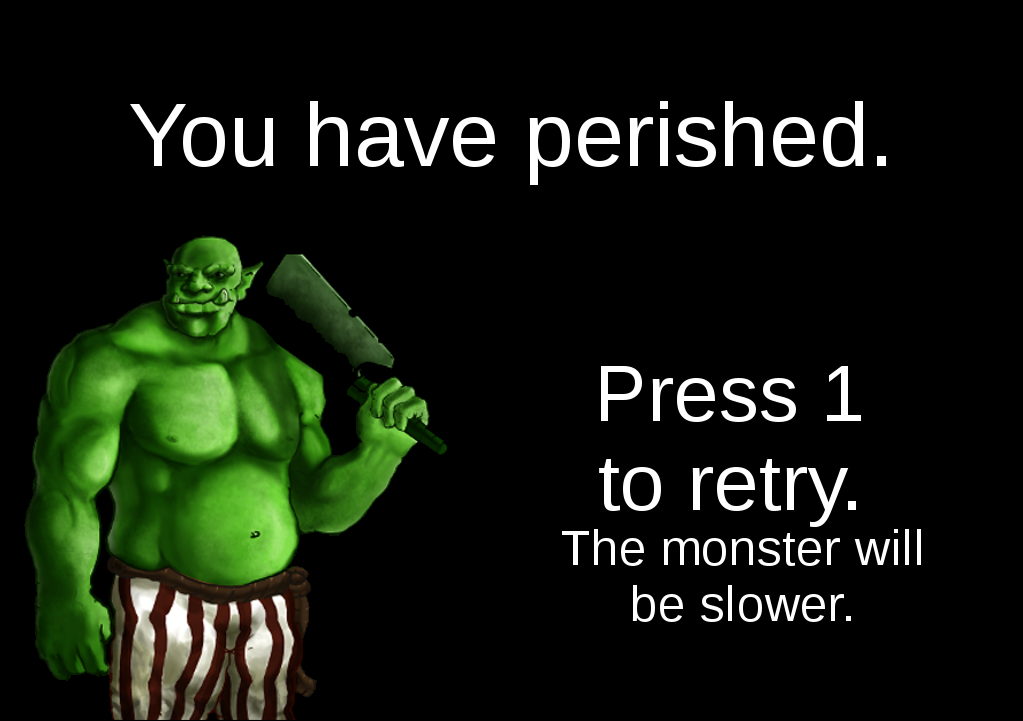 You have perished.
Press 1
to retry.
The monster will
be slower.